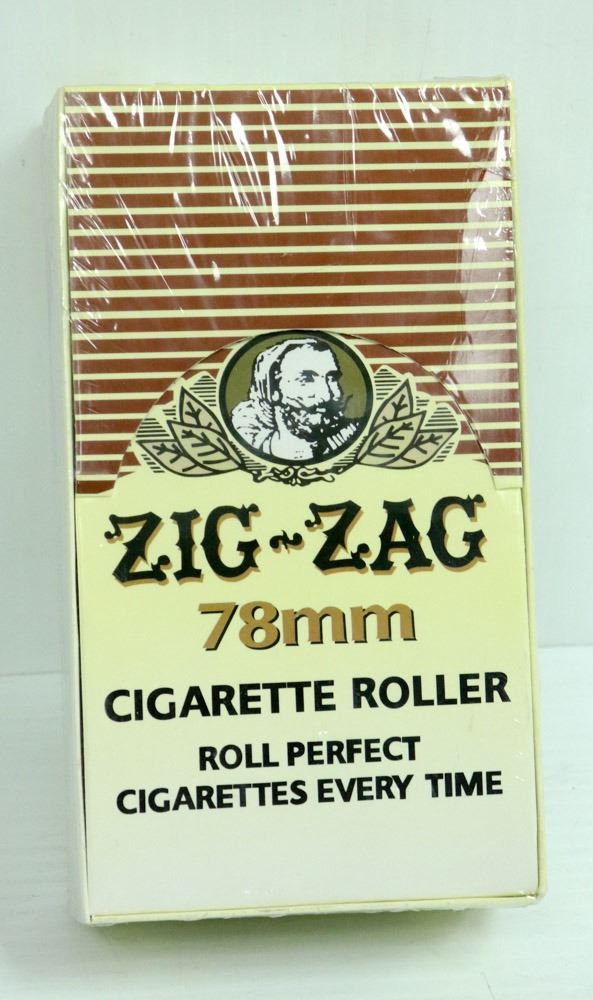 ZIG~ZAG
78mm
CIGARETTE ROLLER
ROLL PERFECT
CIGARETTES EVERY TIME